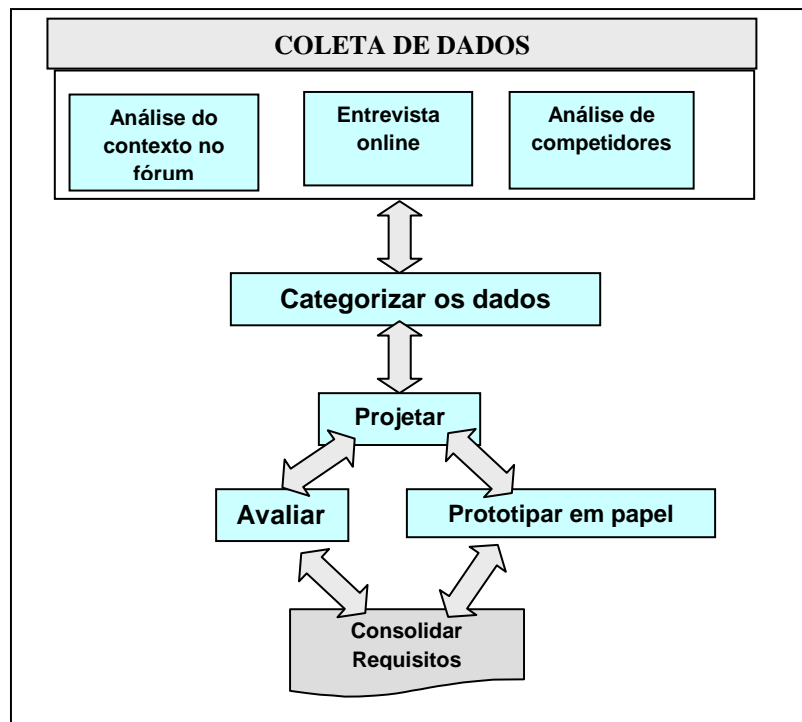 COLETA DE DADOS
Análise do
contexto no
fórum
Entrevista
online
Análise de
competidores
Categorizar os dados
Projetar
Avaliar
Prototipar em papel
Consolidar
Requisitos